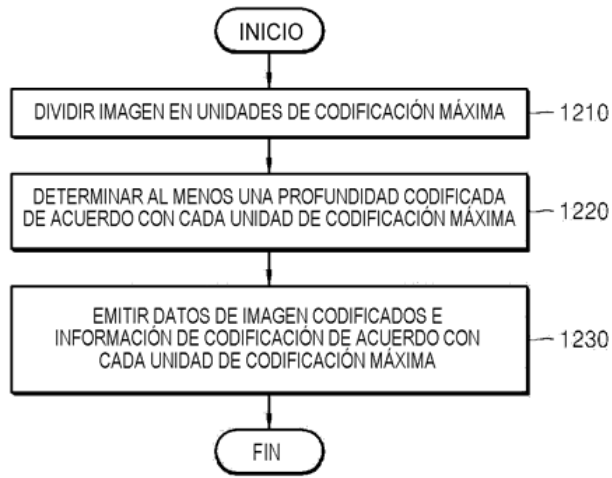 INICIO
DIVIDIR IMAGEN EN UNIDADES DE CODIFICACIÓN MÁXIMA
1210
DETERMINAR AL MENOS UNA PROFUNDIDAD CODIFICADA
DE ACUERDO CON CADA UNIDAD DE CODIFICACIÓN MÁXIMA
1220
EMITIR DATOS DE IMAGEN CODIFICADOS E
INFORMACIÓN DE CODIFICACIÓN DE ACUERDO CON
CADA UNIDAD DE CODIFICACIÓN MÁXIMA
1230
FIN